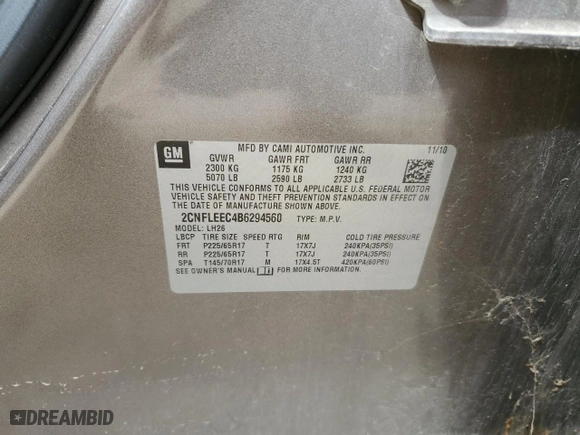 GM
MFD BY CAMI AUTOMOTIVE INC. 11/10
GVWR GAWR FRT GAWR RR
2300 KG 1175 KG 1240 KG
5070 LB 2590 LB 2733 LB
THIS VEHICLE CONFORMS TO ALL APPLICABLE U.S. FEDERAL MOTOR
VEHICLE SAFETY AND THEFT PREVENTION STANDARDS IN EFFECT
ON THE DATE OF MANUFACTURE SHOWN ABOVE.
2CNFLEEC4B6294560 TYPE: M.P.V.
MODEL: LH26
LBCP TIRE SIZE SPEED RTG RIM COLD TIRE PRESSURE
FRT P225/65R17 T 17X7J 240KPA(35PSI)
RR P225/65R17 T 17X7J 240KPA(35PSI)
SPA T145/70R17 M 17X4.5T 420KPA(60PSI)
SEE OWNER'S MANUAL FOR MORE INFORMATION
DREAMBID